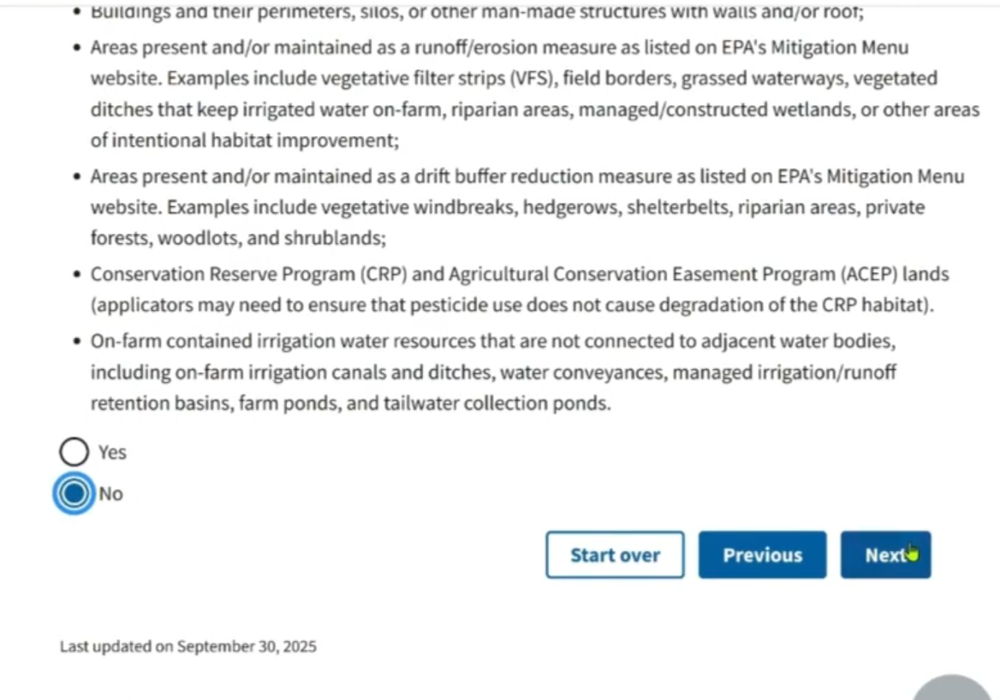 • Buildings and their perimeters, silos, or other man-made structures with walls and/or roof;
• Areas present and/or maintained as a runoff/erosion measure as listed on EPA's Mitigation Menu
website. Examples include vegetative filter strips (VFS), field borders, grassed waterways, vegetated
ditches that keep irrigated water on-farm, riparian areas, managed/constructed wetlands, or other areas
of intentional habitat improvement;
• Areas present and/or maintained as a drift buffer reduction measure as listed on EPA's Mitigation Menu
website. Examples include vegetative windbreaks, hedgerows, shelterbelts, riparian areas, private
forests, woodlots, and shrublands;
• Conservation Reserve Program (CRP) and Agricultural Conservation Easement Program (ACEP) lands
(applicators may need to ensure that pesticide use does not cause degradation of the CRP habitat).
• On-farm contained irrigation water resources that are not connected to adjacent water bodies,
including on-farm irrigation canals and ditches, water conveyances, managed irrigation/runoff
retention basins, farm ponds, and tailwater collection ponds.
Yes
No
Start over Previous Next
Last updated on September 30, 2025